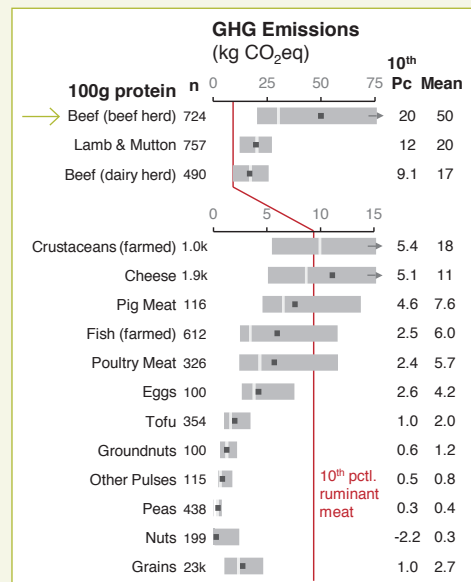 GHG Emissions
(kg CO₂eq)
10th
Pc Mean
100g protein n 0 25 50 75
Beef (beef herd) 724 20 50
Lamb & Mutton 757 12 20
Beef (dairy herd) 490 9.1 17
0 5 10 15
Crustaceans (farmed) 1.0k 5.4 18
Cheese 1.9k 5.1 11
Pig Meat 116 4.6 7.6
Fish (farmed) 612 2.5 6.0
Poultry Meat 326 2.4 5.7
Eggs 100 2.6 4.2
Tofu 354 1.0 2.0
Groundnuts 100 0.6 1.2
Other Pulses 115 0.5 0.8
Peas 438 0.3 0.4
Nuts 199 -2.2 0.3
Grains 23k 1.0 2.7
10th pctl.
ruminant
meat